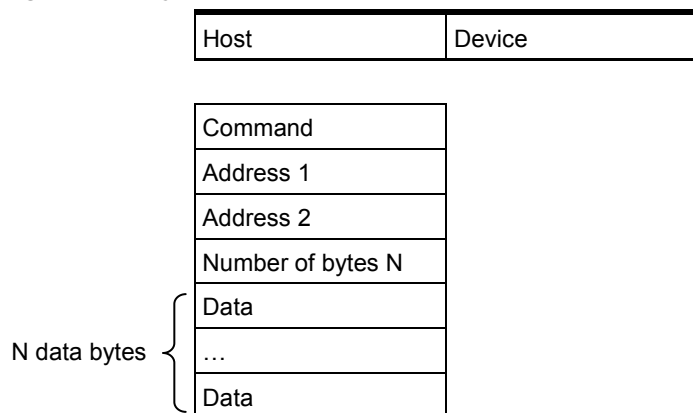 Host Device
Command
Address 1
Address 2
Number of bytes N
Data
N data bytes …
Data